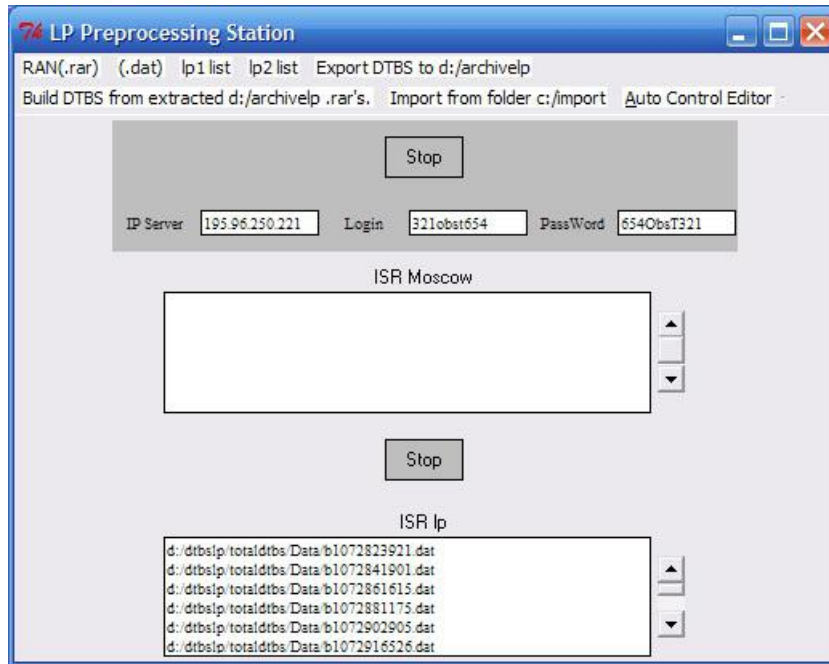 LP Preprocessing Station
RAN(.rar) (.dat) lp1 list lp2 list Export DTBS to d:/archivelp
Build DTBS from extracted d:/archivelp .rar's. Import from folder c:/import Auto Control Editor
Stop
IP Server 195.96.250.221 Login 321obst654 PassWord 654ObsT321
ISR Moscow
Stop
ISR lp
d:/dtbslp/totaldtbs/Data/b1072823921.dat
d:/dtbslp/totaldtbs/Data/b1072841901.dat
d:/dtbslp/totaldtbs/Data/b1072861615.dat
d:/dtbslp/totaldtbs/Data/b1072881175.dat
d:/dtbslp/totaldtbs/Data/b1072902905.dat
d:/dtbslp/totaldtbs/Data/b1072916526.dat